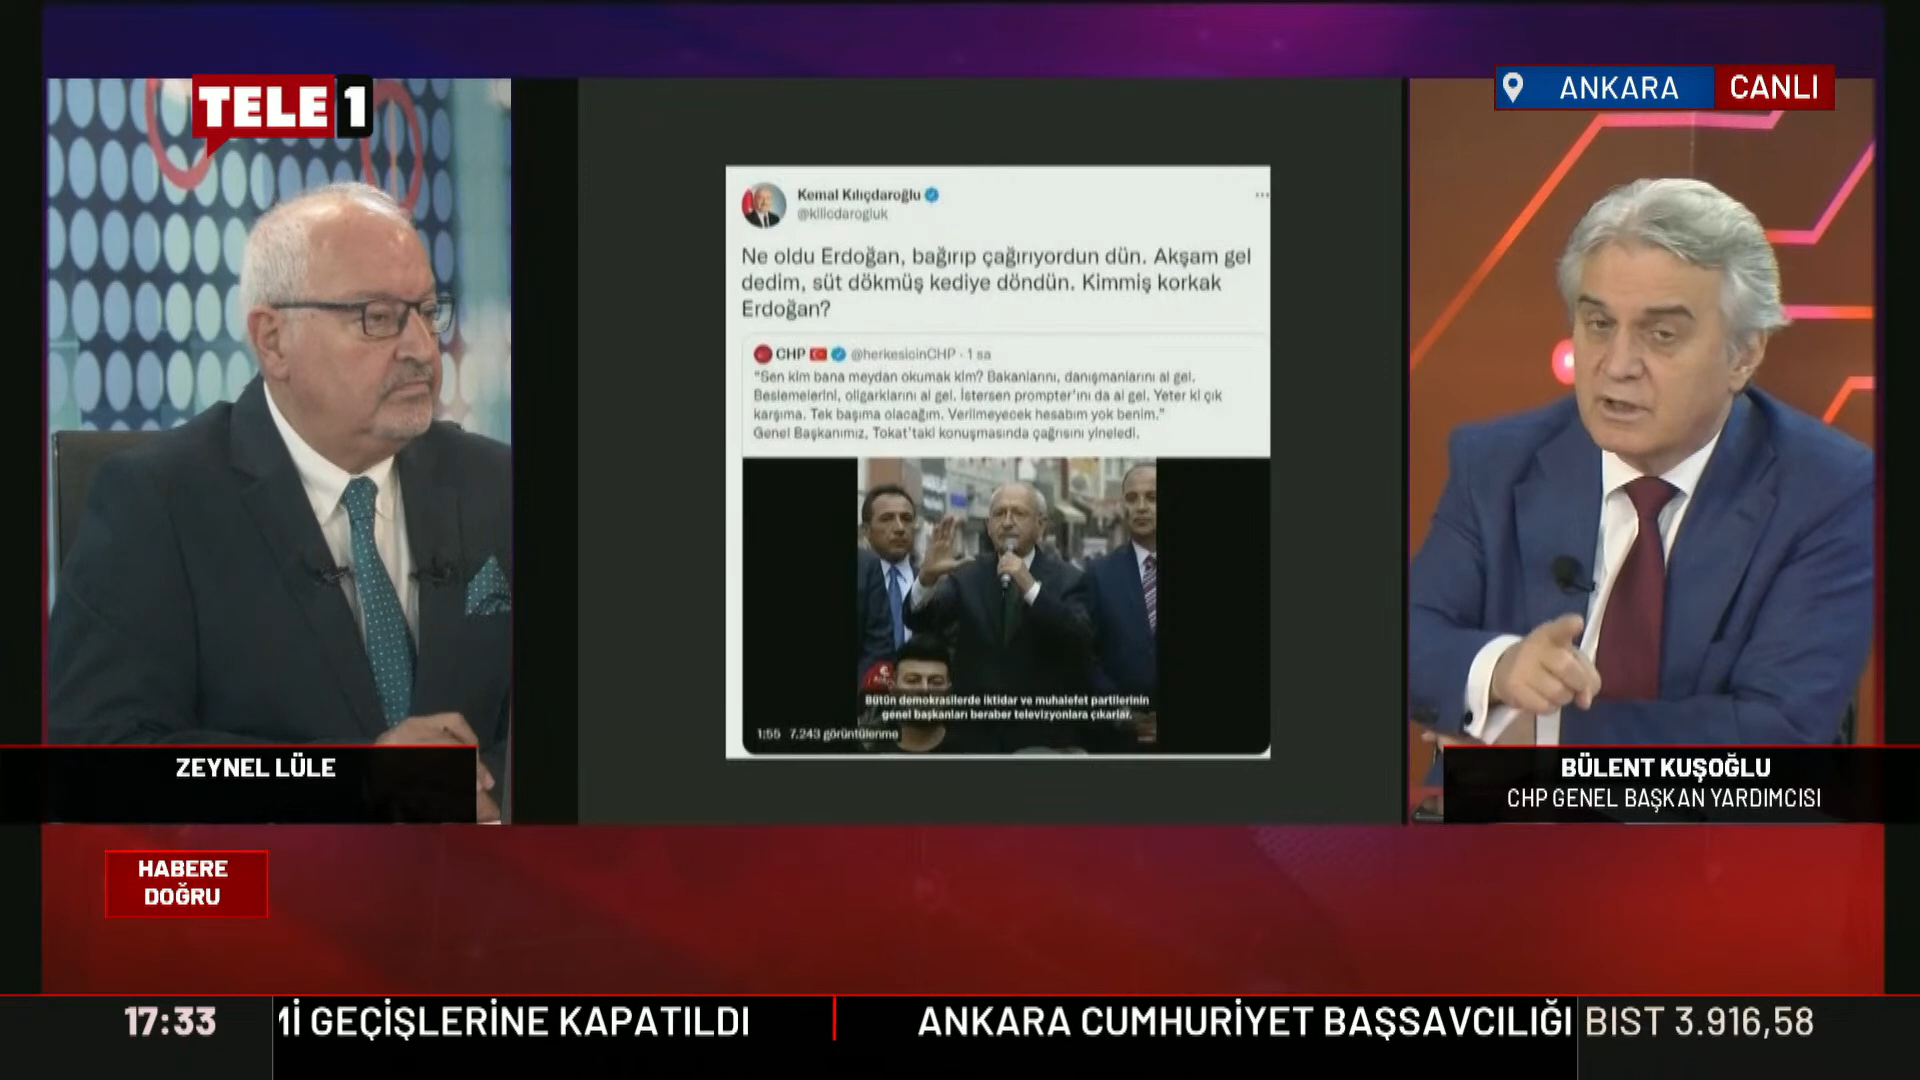 TELE 1
ANKARA CANLI
Kemal Kılıçdaroğlu
@kilicdarogluk
Ne oldu Erdoğan, bağırıp çağırıyordun dün. Akşam gel
dedim, süt dökmüş kediye döndün. Kimmiş korkak
Erdoğan?
CHP @herkesicinCHP · 1 sa
"Sen kim bana meydan okumak kim? Bakanlarını, danışmanlarını al gel.
Beslemelerini, oligarklarını al gel. İstersen prompter'ını da al gel. Yeter ki çık
karşıma. Tek başıma olacağım. Verilmeyecek hesabım yok benim."
Genel Başkanımız, Tokat'taki konuşmasında çağrısını yineledi.
Bütün demokrasilerde iktidar ve muhalefet partilerinin
genel başkanları beraber televizyonlara çıkarlar.
1:55 7.243 görüntülenme
ZEYNEL LÜLE
BÜLENT KUŞOĞLU
CHP GENEL BAŞKAN YARDIMCISI
HABERE
DOĞRU
17:33 Mİ GEÇİŞLERİNE KAPATILDI | ANKARA CUMHURİYET BAŞSAVCILIĞI BIST 3.916,58